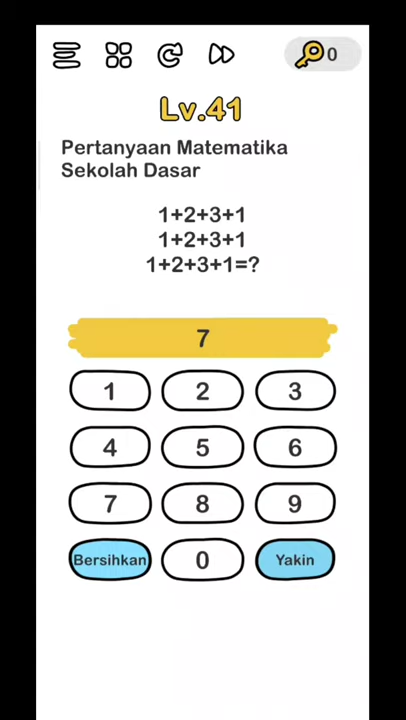 0
Lv.41
Pertanyaan Matematika
Sekolah Dasar
1+2+3+1
1+2+3+1
1+2+3+1=?
7
1 2 3
4 5 6
7 8 9
Bersihkan 0 Yakin